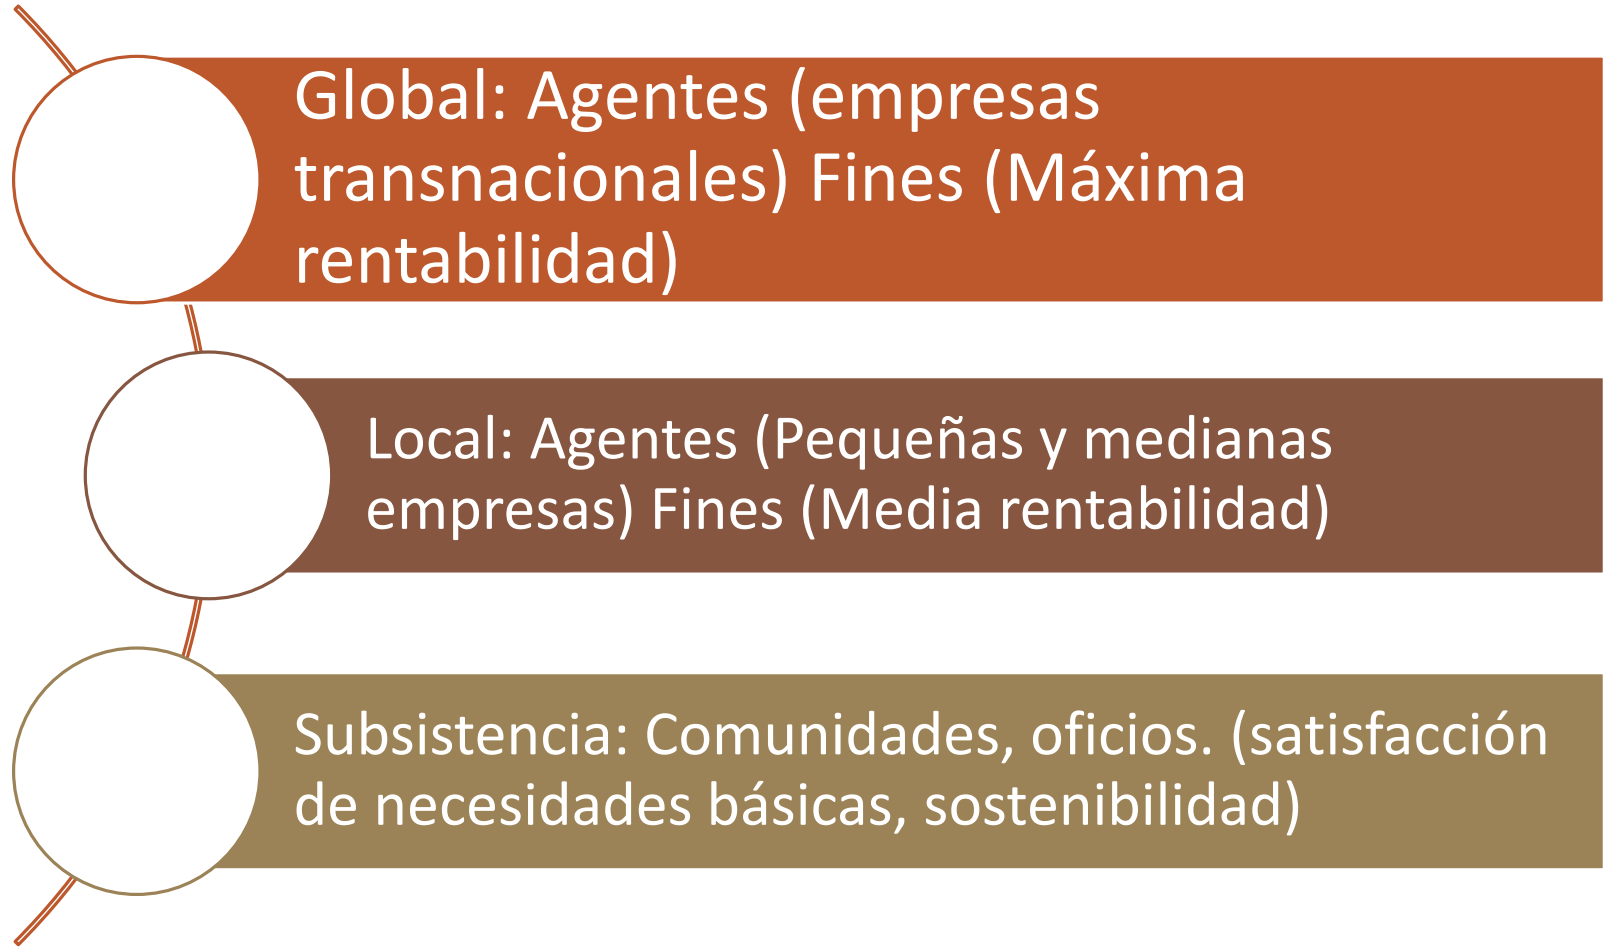 Global: Agentes (empresas
transnacionales) Fines (Máxima
rentabilidad)
Local: Agentes (Pequeñas y medianas
empresas) Fines (Media rentabilidad)
Subsistencia: Comunidades, oficios. (satisfacción
de necesidades básicas, sostenibilidad)